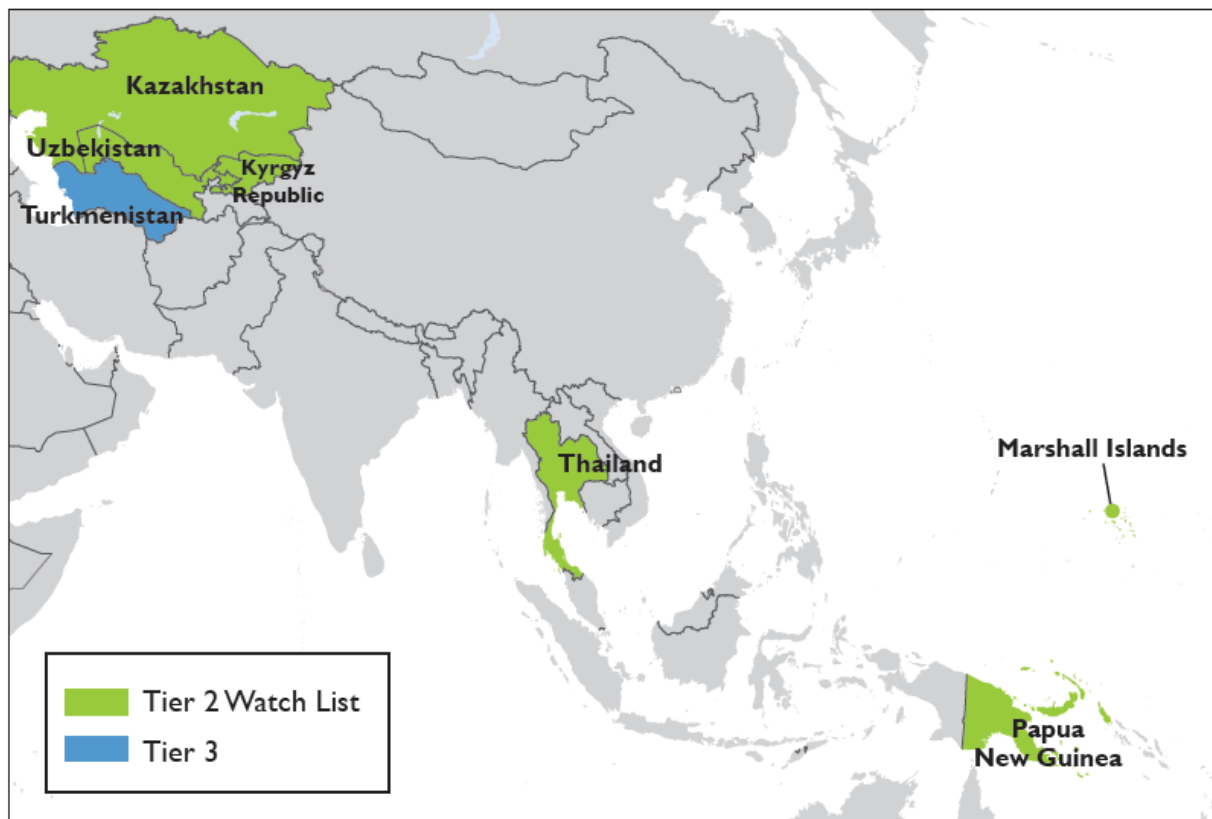 Kazakhstan
Uzbekistan
Kyrgyz
Republic
Turkmenistan
Thailand
Marshall Islands
Papua
New Guinea
Tier 2 Watch List
Tier 3